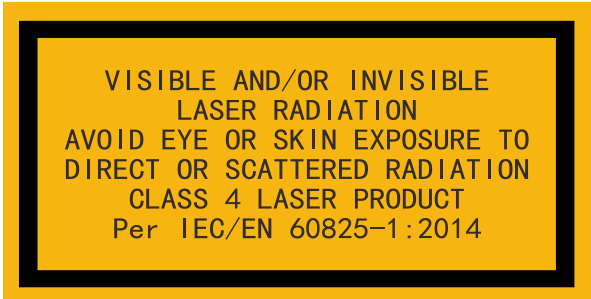 VISIBLE AND/OR INVISIBLE
LASER RADIATION
AVOID EYE OR SKIN EXPOSURE TO
DIRECT OR SCATTERED RADIATION
CLASS 4 LASER PRODUCT
Per IEC/EN 60825-1:2014